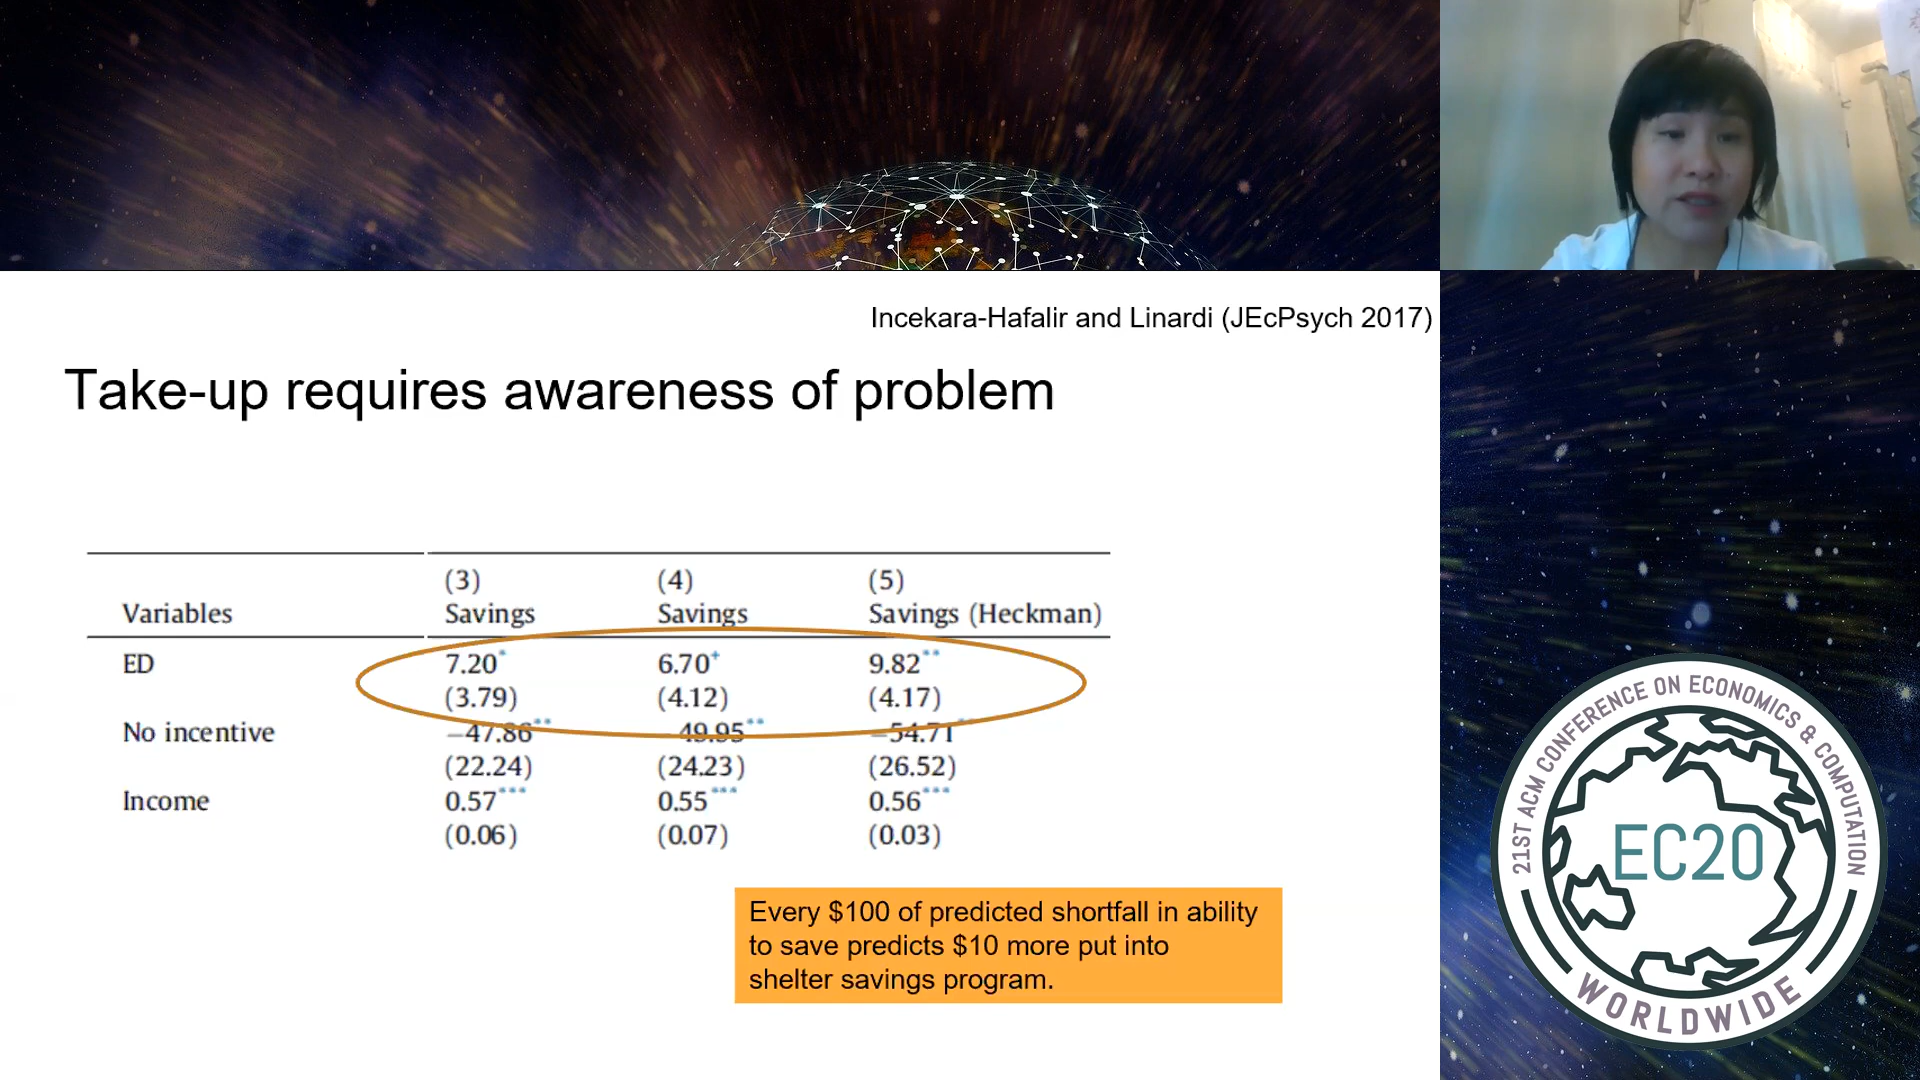 Incekara-Hafalir and Linardi (JEcPsych 2017)
Take-up requires awareness of problem
(3) (4) (5)
Variables Savings Savings Savings (Heckman)
ED 7.20* 6.70+ 9.82**
(3.79) (4.12) (4.17)
No incentive −47.86** −49.95** −54.71**
(22.24) (24.23) (26.52)
Income 0.57*** 0.55*** 0.56***
(0.06) (0.07) (0.03)
Every $100 of predicted shortfall in ability
to save predicts $10 more put into
shelter savings program.
21ST ACM CONFERENCE ON ECONOMICS & COMPUTATION
EC20
WORLDWIDE